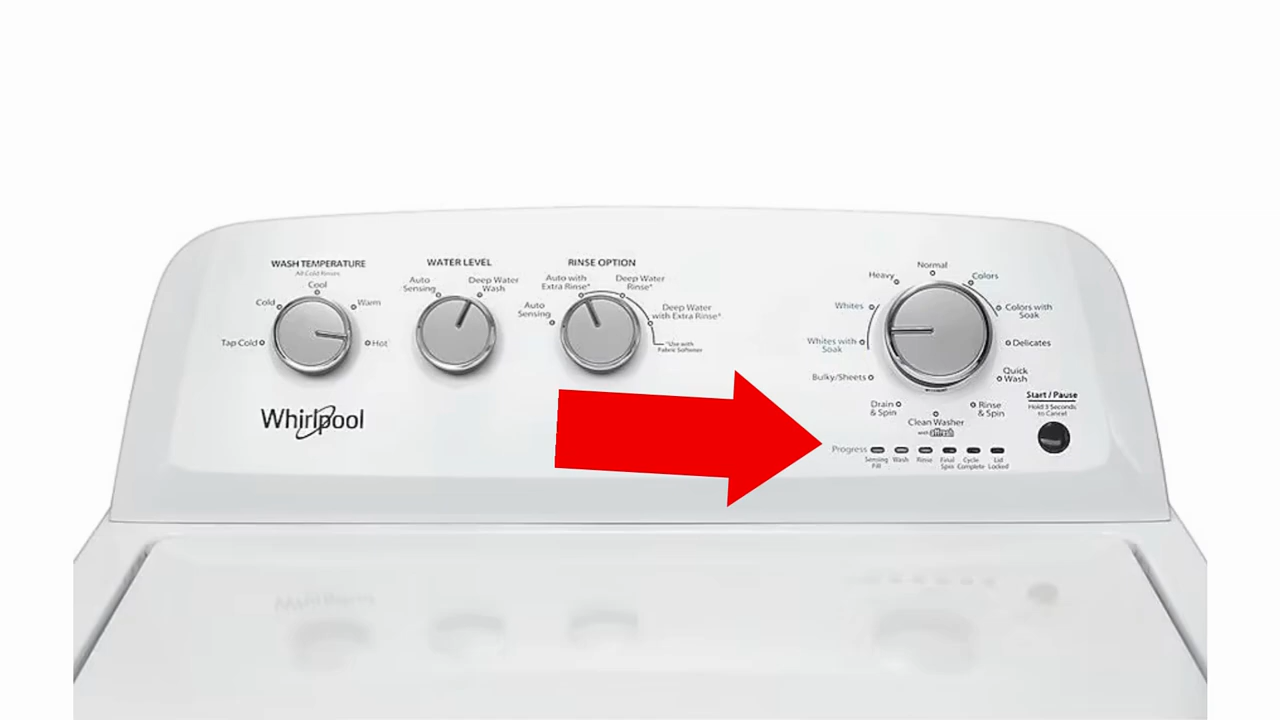 WASH TEMPERATURE
All Cold Rinses
Cool
Cold
Warm
Tap Cold
Hot
WATER LEVEL
Auto
Sensing
Deep Water
Wash
RINSE OPTION
Auto with
Extra Rinse*
Deep Water
Rinse*
Auto
Sensing
Deep Water
with Extra Rinse*
*Use with
Fabric Softener
Whirlpool
Normal
Heavy
Colors
Whites
Colors with
Soak
Whites with
Soak
Delicates
Bulky/Sheets
Quick
Wash
Drain
& Spin
Rinse
& Spin
Clean Washer
with affresh
Start / Pause
Hold 3 Seconds
to Cancel
Progress
Sensing
Fill
Wash
Rinse
Final
Spin
Cycle
Complete
Lid
Locked